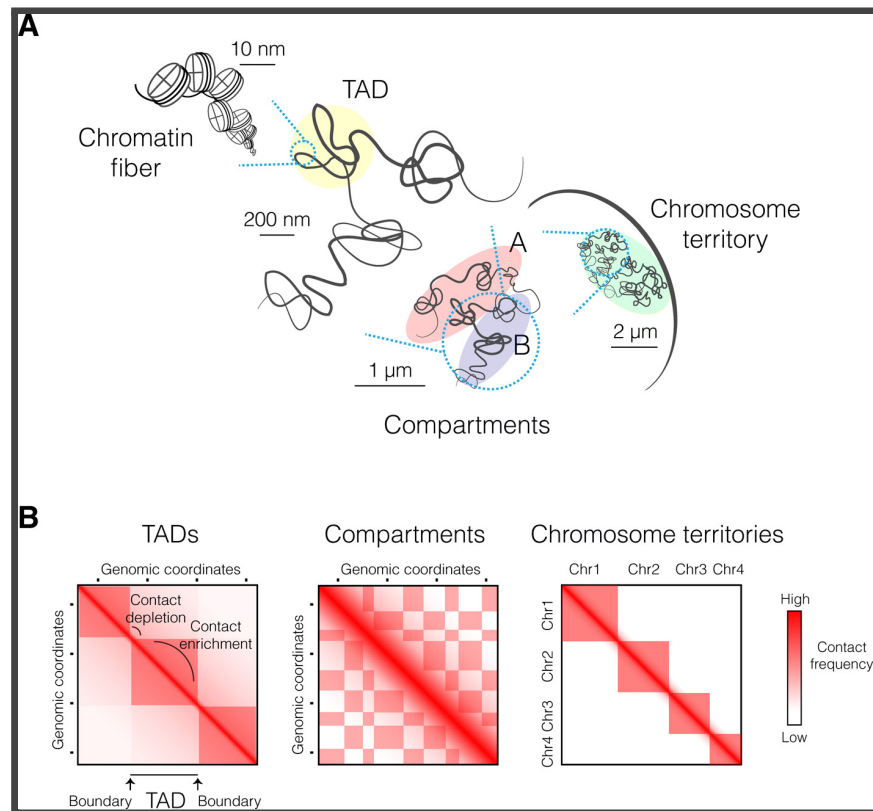 A
10 nm
TAD
Chromatin
fiber
200 nm
Chromosome
territory
A
B
2 µm
1 µm
Compartments
B
TADs
Compartments
Chromosome territories
Genomic coordinates
Genomic coordinates
Chr1 Chr2 Chr3 Chr4
Genomic coordinates
Contact
depletion
Contact
enrichment
Genomic coordinates
Chr1
Chr2
Chr3
Chr4
High
Contact
frequency
Low
Boundary TAD Boundary